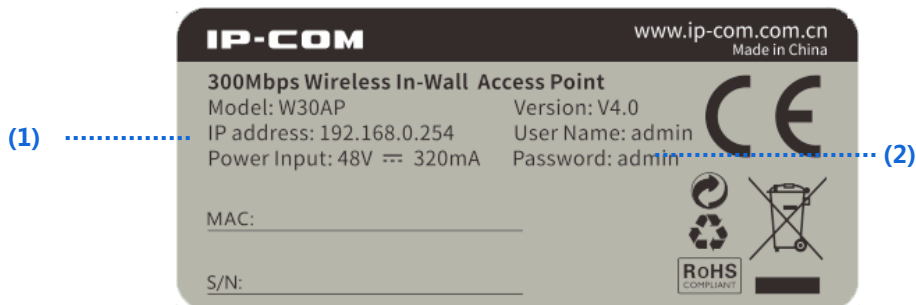 IP-COM
www.ip-com.com.cn
Made in China
300Mbps Wireless In-Wall Access Point
Model: W30AP
Version: V4.0
(1)
IP address: 192.168.0.254
User Name: admin
Power Input: 48V ⎓ 320mA
Password: admin
(2)
CE
MAC:
S/N:
RoHS
COMPLIANT